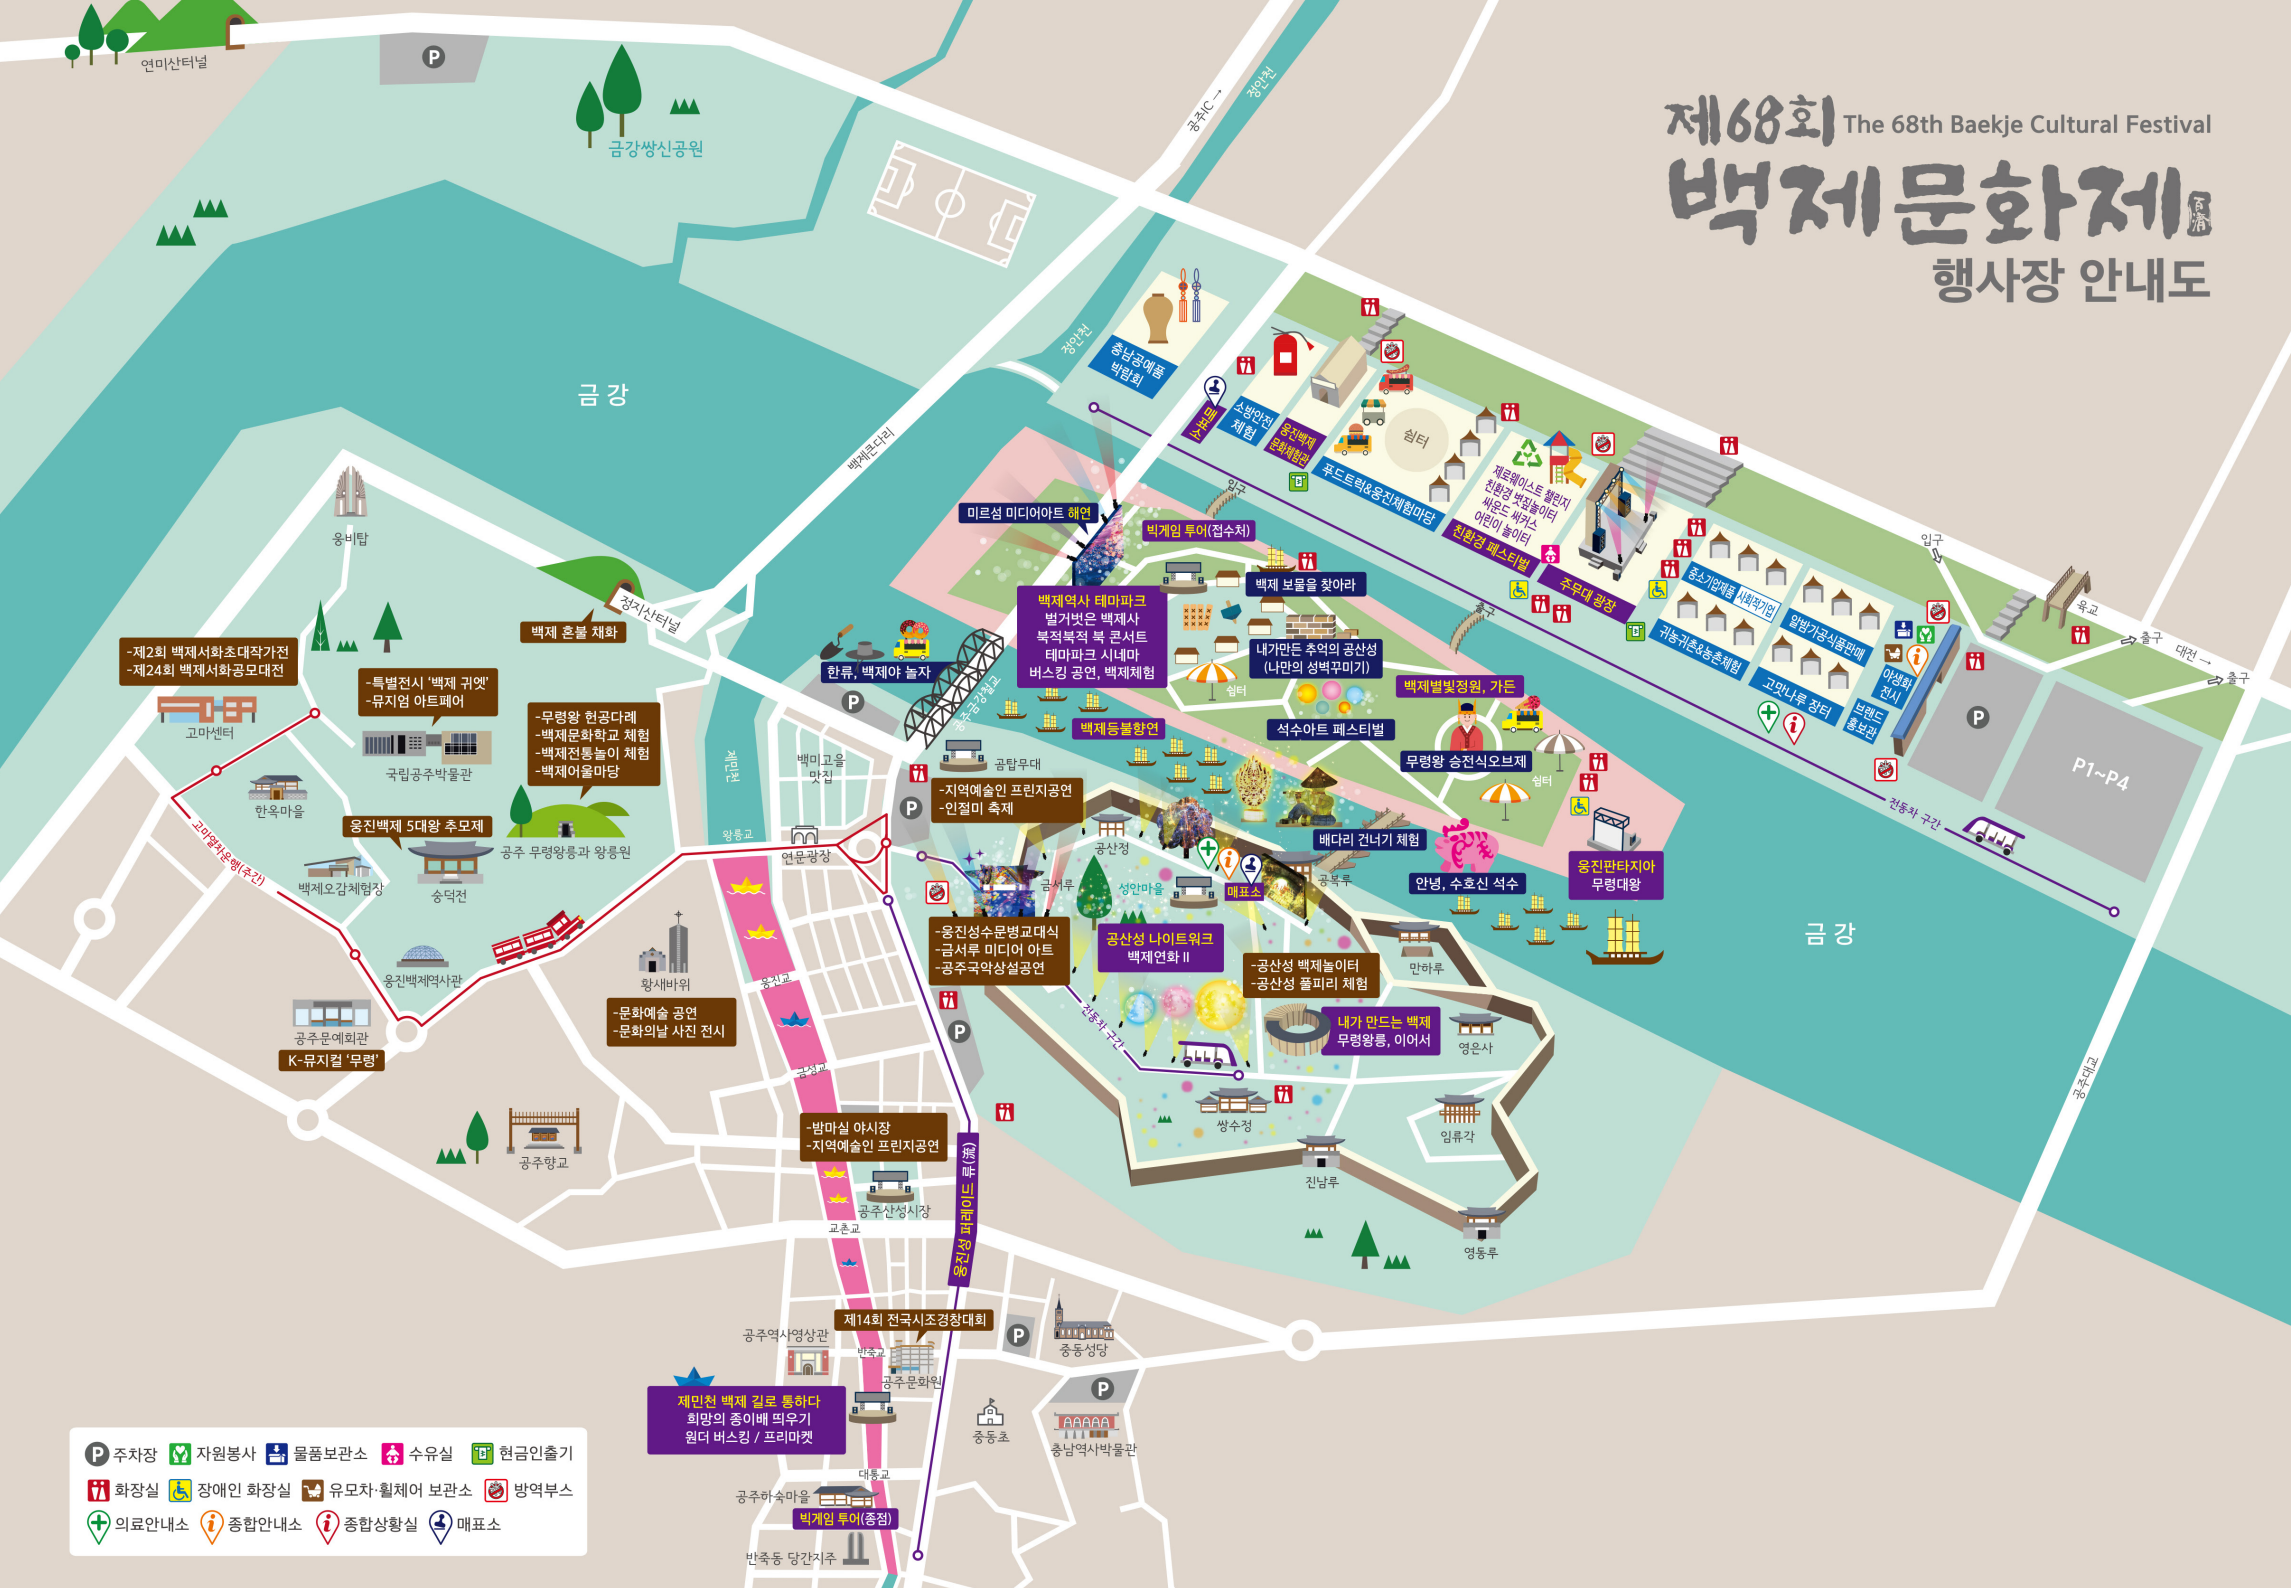 제68회 The 68th Baekje Cultural Festival
백제문화제
百濟
행사장 안내도
연미산터널
P
금강쌍신공원
공주IC →
정안천
정안천
금강
백제큰다리
충남공예품
박람회
매표소
소방안전
체험
웅진백제
문화체험관
쉼터
푸드트럭&웅진체험마당
제로웨이스트 챌린지
친환경 벗짚놀이터
싸운드 써커스
어린이 놀이터
친환경 페스티벌
주무대 광장
중소기업제품
사회적기업
귀농귀촌&농촌체험
알밤가공식품판매
고맛나루 장터
야생화
전시
브랜드
홍보관
입구
육교
출구
대전 →
출구
P
P1~P4
전동차 구간
입구
출구
미르섬 미디어아트 해연
빅게임 투어(접수처)
백제역사 테마파크
벌거벗은 백제사
북적북적 북 콘서트
테마파크 시네마
버스킹 공연, 백제체험
백제 보물을 찾아라
내가만든 추억의 공산성
(나만의 성벽꾸미기)
쉼터
백제별빛정원, 가든
석수아트 페스티벌
무령왕 승전식오브제
쉼터
백제등불향연
배다리 건너기 체험
안녕, 수호신 석수
웅진판타지아
무령대왕
금강
공주대교
웅비탑
정지산터널
백제 혼불 채화
한류, 백제야 놀자
P
공주금강철교
-제2회 백제서화초대작가전
-제24회 백제서화공모대전
고마센터
-특별전시 ‘백제 귀엣’
-뮤지엄 아트페어
국립공주박물관
-무령왕 헌공다례
-백제문화학교 체험
-백제전통놀이 체험
-백제어울마당
공주 무령왕릉과 왕릉원
한옥마을
고마열차운행(주간)
웅진백제 5대왕 추모제
숭덕전
백제오감체험장
웅진백제역사관
공주문예회관
K-뮤지컬 ‘무령’
황새바위
-문화예술 공연
-문화의날 사진 전시
공주향교
제민천
백미고을
맛집
왕릉교
연문광장
P
곰탑무대
-지역예술인 프린지공연
-인절미 축제
공산정
금서루
성안마을
매표소
공북루
-웅진성수문병교대식
-금서루 미디어 아트
-공주국악상설공연
공산성 나이트워크
백제연화 II
-공산성 백제놀이터
-공산성 풀피리 체험
만하루
내가 만드는 백제
무령왕릉, 이어서
영은사
전동차 구간
쌍수정
임류각
진남루
영동루
P
웅진교
금성교
-밤마실 야시장
-지역예술인 프린지공연
공주산성시장
교촌교
웅진성 퍼레이드 류(流)
제14회 전국시조경창대회
공주역사영상관
반죽교
공주문화원
P
중동성당
P
중동초
충남역사박물관
제민천 백제 길로 통하다
희망의 종이배 띄우기
원더 버스킹 / 프리마켓
대통교
공주하숙마을
빅게임 투어(종점)
반죽동 당간지주
P 주차장 자원봉사 물품보관소 수유실 현금인출기
화장실 장애인 화장실 유모차·휠체어 보관소 방역부스
의료안내소 종합안내소 종합상황실 매표소